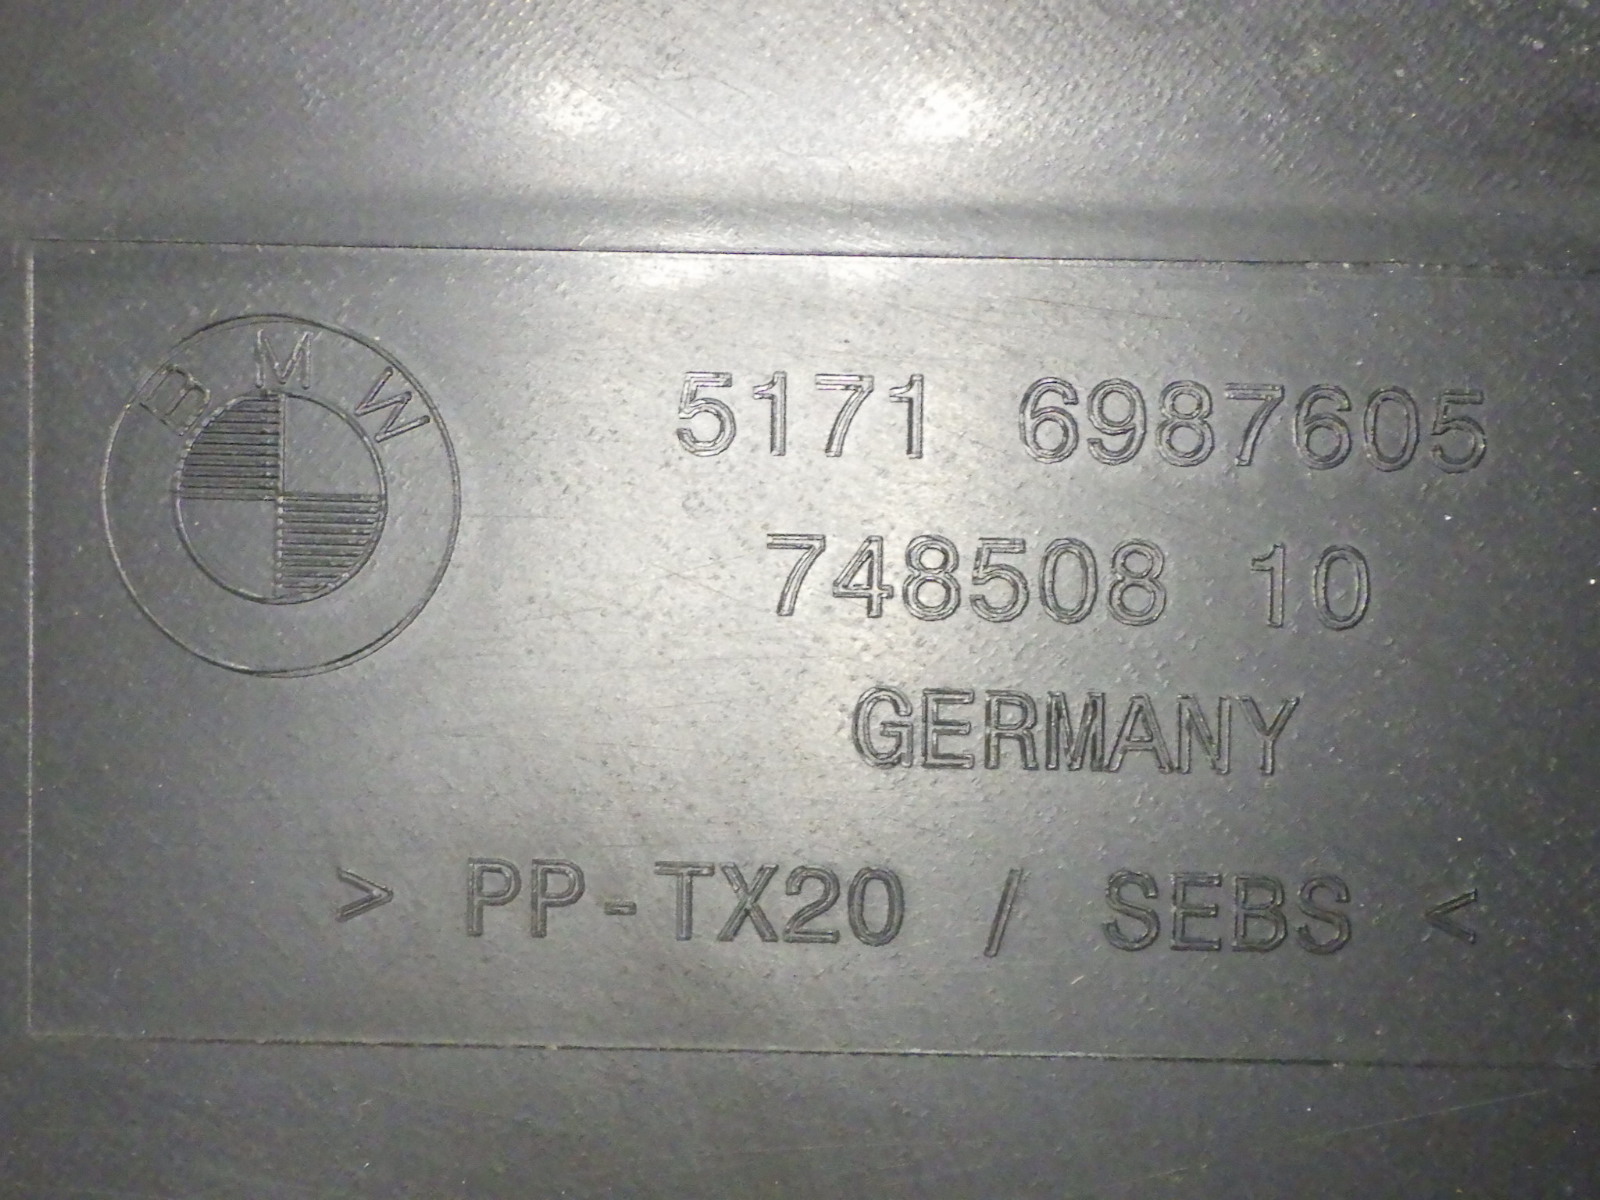 BMW
5171 6987605
748508 10
GERMANY
> PP-TX20 / SEBS <